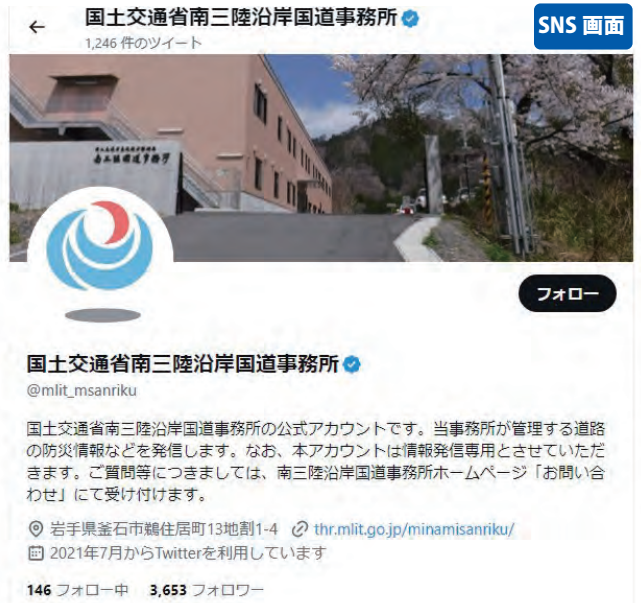 国土交通省南三陸沿岸国道事務所
1,246 件のツイート
SNS 画面
南三陸国道事務所
フォロー
国土交通省南三陸沿岸国道事務所
@mlit_msanriku
国土交通省南三陸沿岸国道事務所の公式アカウントです。当事務所が管理する道路
の防災情報などを発信します。なお、本アカウントは情報発信専用とさせていただ
きます。ご質問等につきましては、南三陸沿岸国道事務所ホームページ「お問い合
わせ」にて受け付けます。
岩手県釜石市鵜住居町13地割1-4 thr.mlit.go.jp/minamisanriku/
2021年7月からTwitterを利用しています
146 フォロー中 3,653 フォロワー